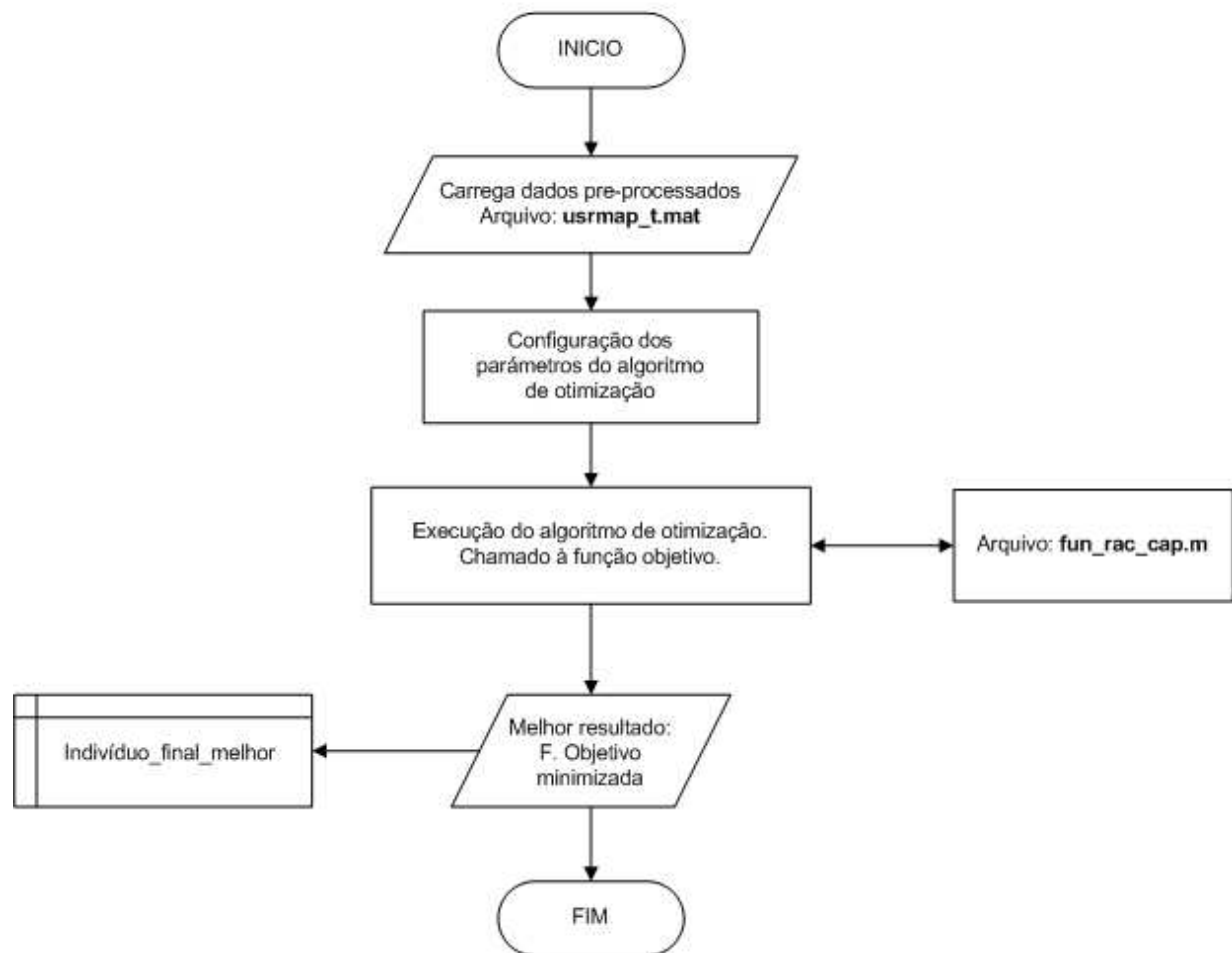 INICIO
Carrega dados pre-processados
Arquivo: usrmap_t.mat
Configuração dos
parámetros do algoritmo
de otimização
Execução do algoritmo de otimização.
Chamado à função objetivo.
Arquivo: fun_rac_cap.m
Melhor resultado:
F. Objetivo
minimizada
Indivíduo_final_melhor
FIM